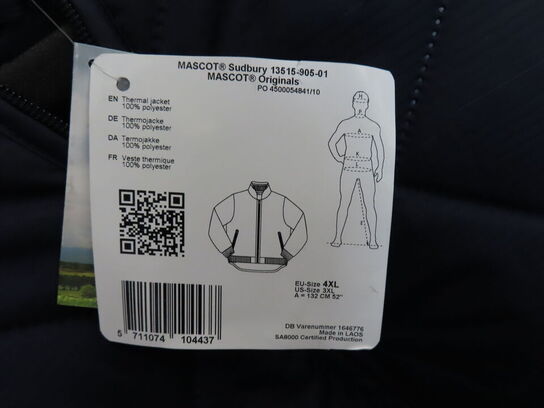 MASCOT® Sudbury 13515-905-01
MASCOT® Originals
PO 4500054841/10
EN Thermal jacket
100% polyester
DE Thermojacke
100% polyester
DA Termojakke
100% polyester
FR Veste thermique
100% polyester
H
P
A
K
EU-Size 4XL
US-Size 3XL
A = 132 CM 52"
5 711074 104437
DB Varenummer 1646776
Made in LAOS
SA8000 Certified Production